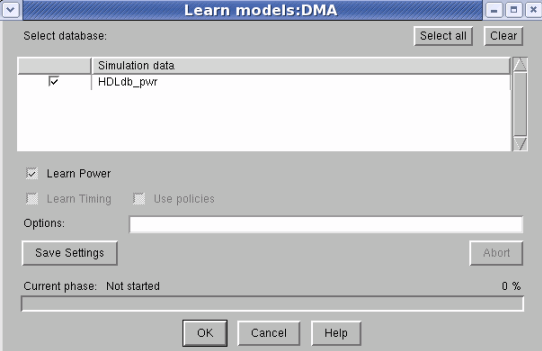 Learn models:DMA
Select database:
Select all
Clear
Simulation data
HDLdb_pwr
Learn Power
Learn Timing
Use policies
Options:
Save Settings
Abort
Current phase: Not started
0 %
OK
Cancel
Help